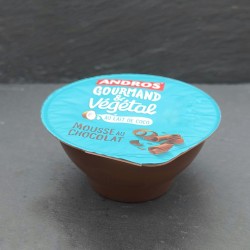 ANDROS
GOURMAND &
Végétal
AU LAIT DE COCO
MOUSSE AU
CHOCOLAT